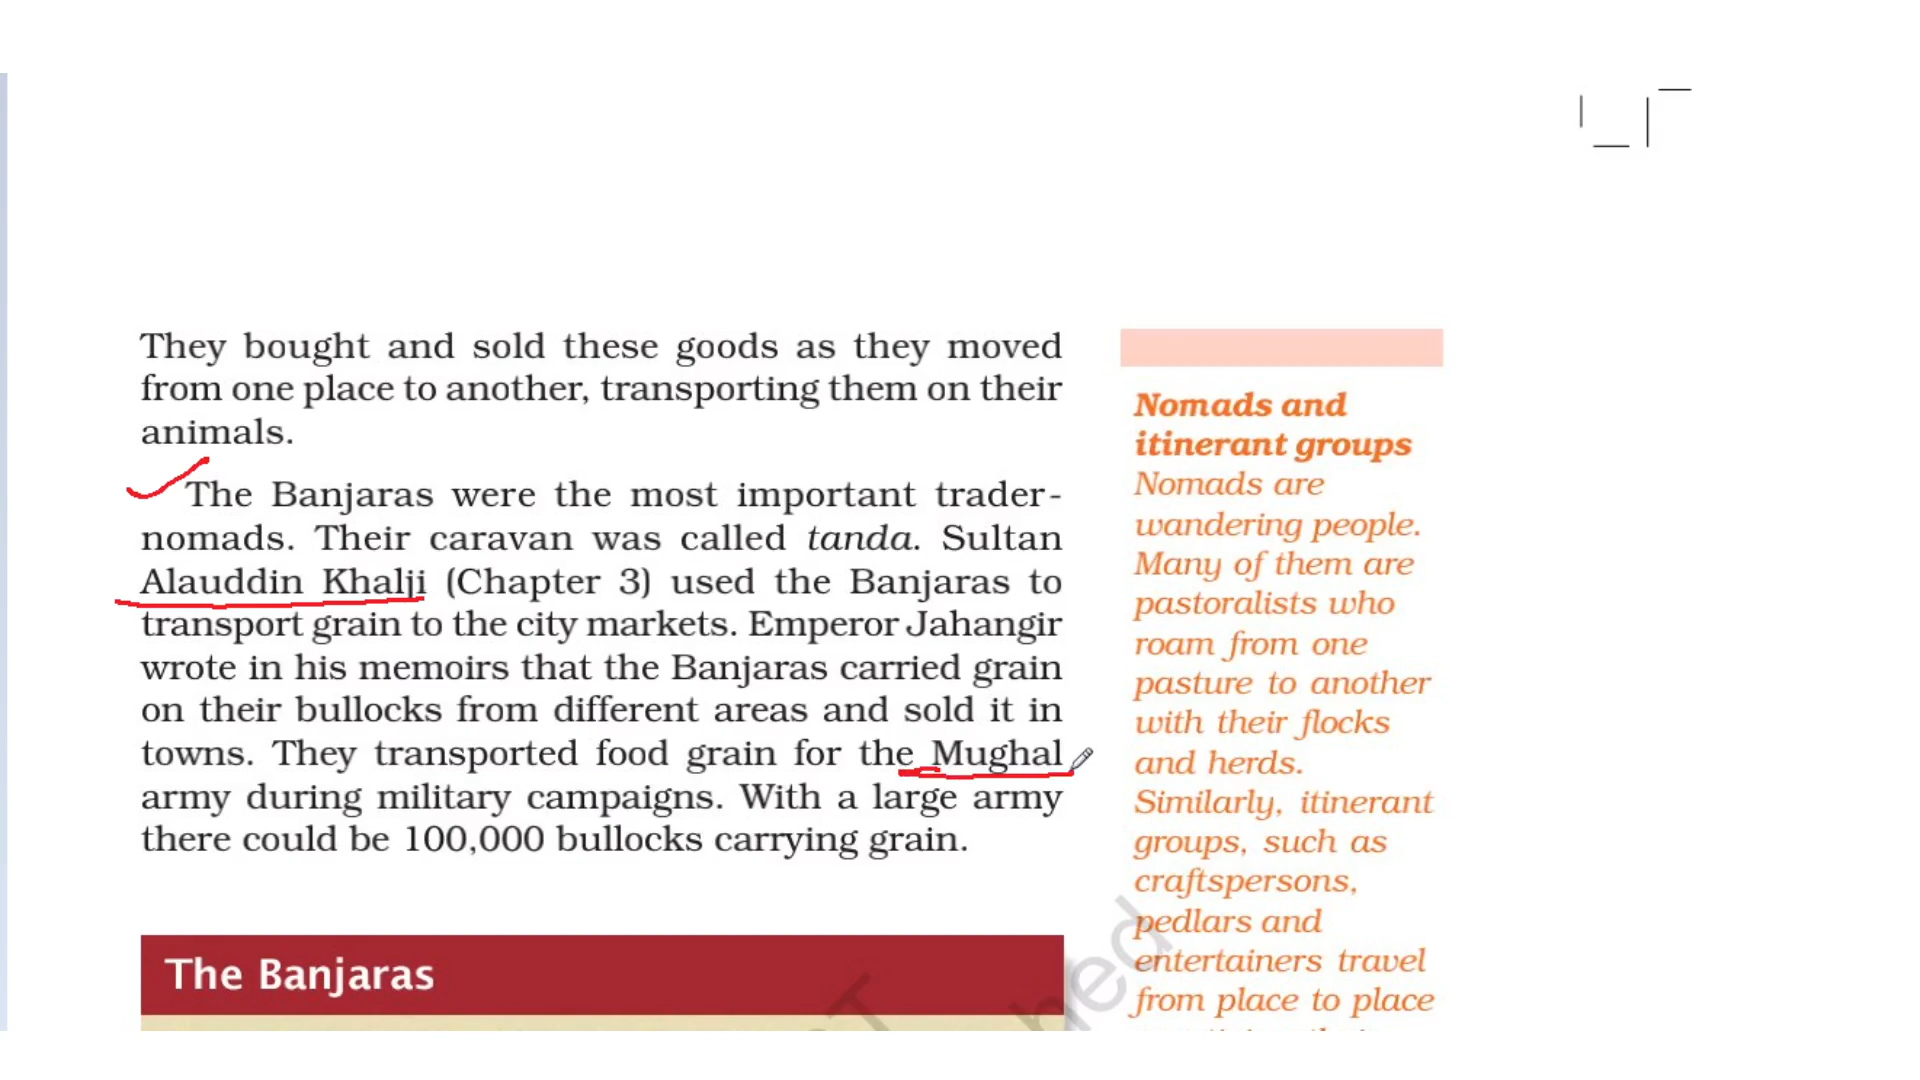 They bought and sold these goods as they moved
from one place to another, transporting them on their
animals.
The Banjaras were the most important trader-
nomads. Their caravan was called tanda. Sultan
Alauddin Khalji (Chapter 3) used the Banjaras to
transport grain to the city markets. Emperor Jahangir
wrote in his memoirs that the Banjaras carried grain
on their bullocks from different areas and sold it in
towns. They transported food grain for the Mughal
army during military campaigns. With a large army
there could be 100,000 bullocks carrying grain.
The Banjaras
Nomads and
itinerant groups
Nomads are
wandering people.
Many of them are
pastoralists who
roam from one
pasture to another
with their flocks
and herds.
Similarly, itinerant
groups, such as
craftspersons,
pedlars and
entertainers travel
from place to place